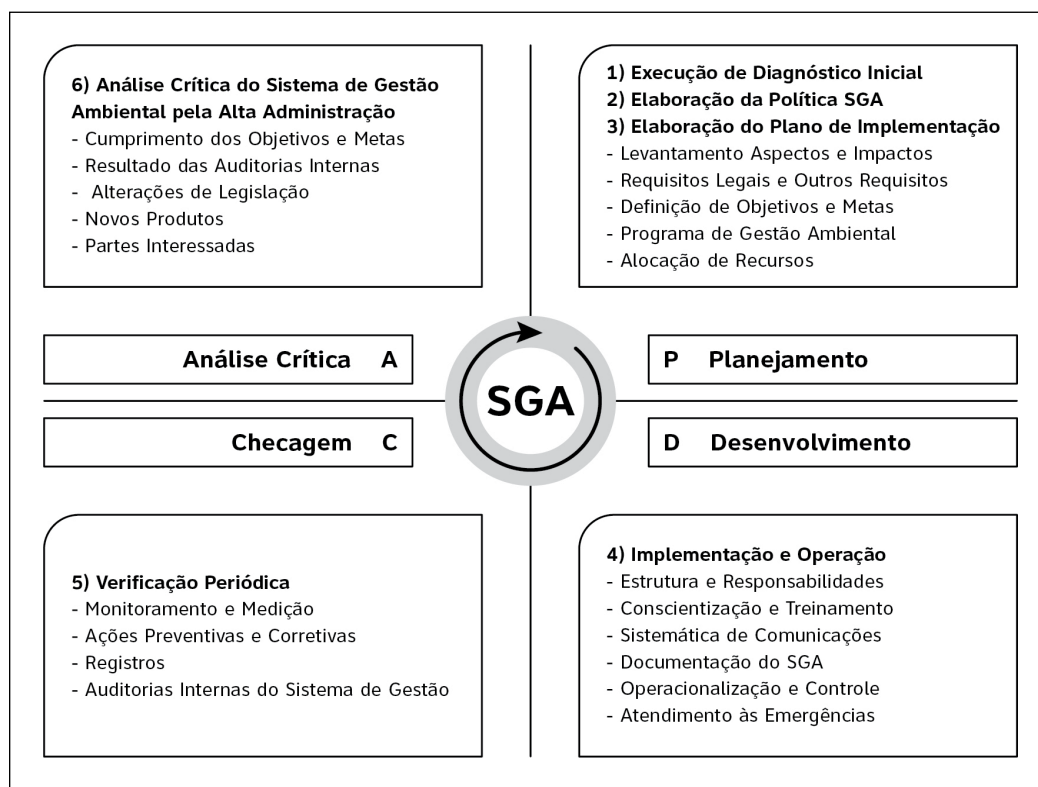 6) Análise Crítica do Sistema de Gestão
Ambiental pela Alta Administração
- Cumprimento dos Objetivos e Metas
- Resultado das Auditorias Internas
- Alterações de Legislação
- Novos Produtos
- Partes Interessadas
1) Execução de Diagnóstico Inicial
2) Elaboração da Política SGA
3) Elaboração do Plano de Implementação
- Levantamento Aspectos e Impactos
- Requisitos Legais e Outros Requisitos
- Definição de Objetivos e Metas
- Programa de Gestão Ambiental
- Alocação de Recursos
Análise Crítica A
P Planejamento
SGA
Checagem C
D Desenvolvimento
5) Verificação Periódica
- Monitoramento e Medição
- Ações Preventivas e Corretivas
- Registros
- Auditorias Internas do Sistema de Gestão
4) Implementação e Operação
- Estrutura e Responsabilidades
- Conscientização e Treinamento
- Sistemática de Comunicações
- Documentação do SGA
- Operacionalização e Controle
- Atendimento às Emergências